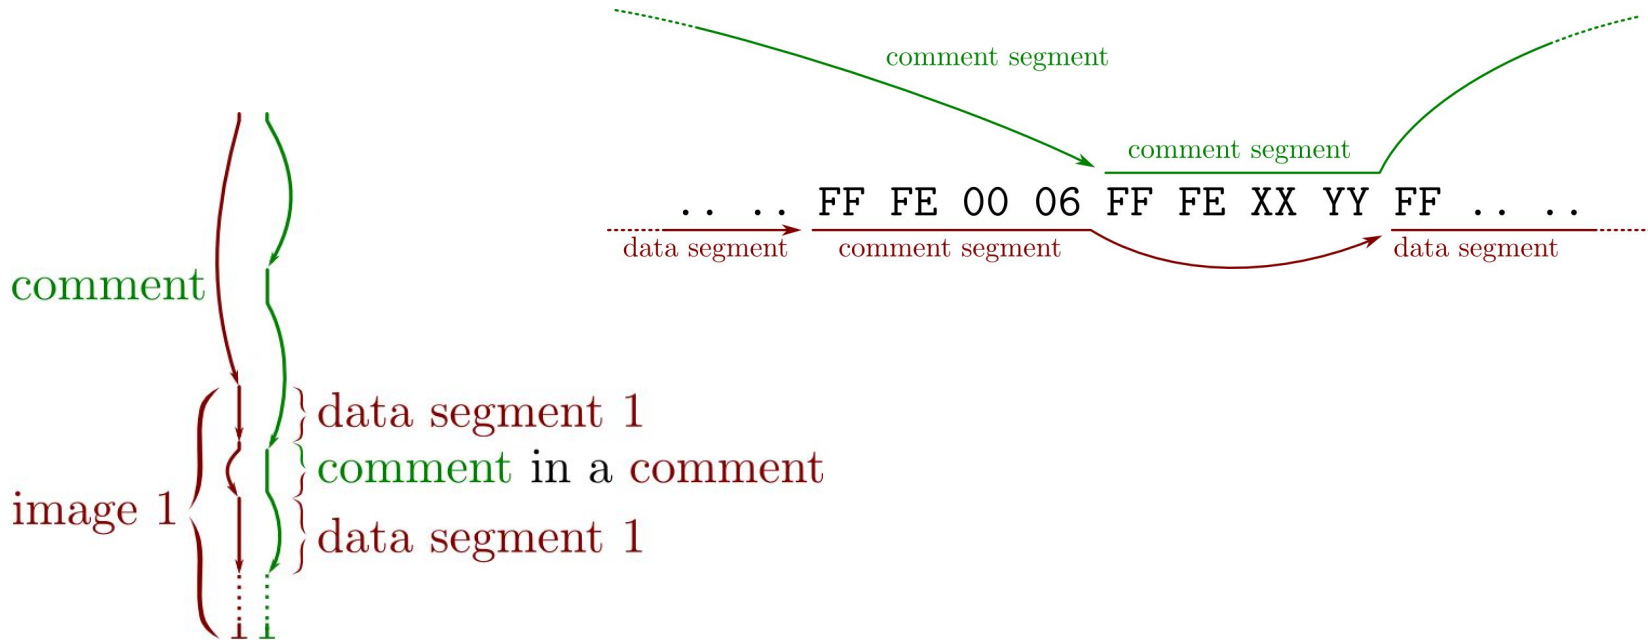 comment segment
comment segment
.. .. FF FE 00 06 FF FE XX YY FF .. ..
data segment comment segment data segment
comment
data segment 1
comment in a comment
image 1
data segment 1